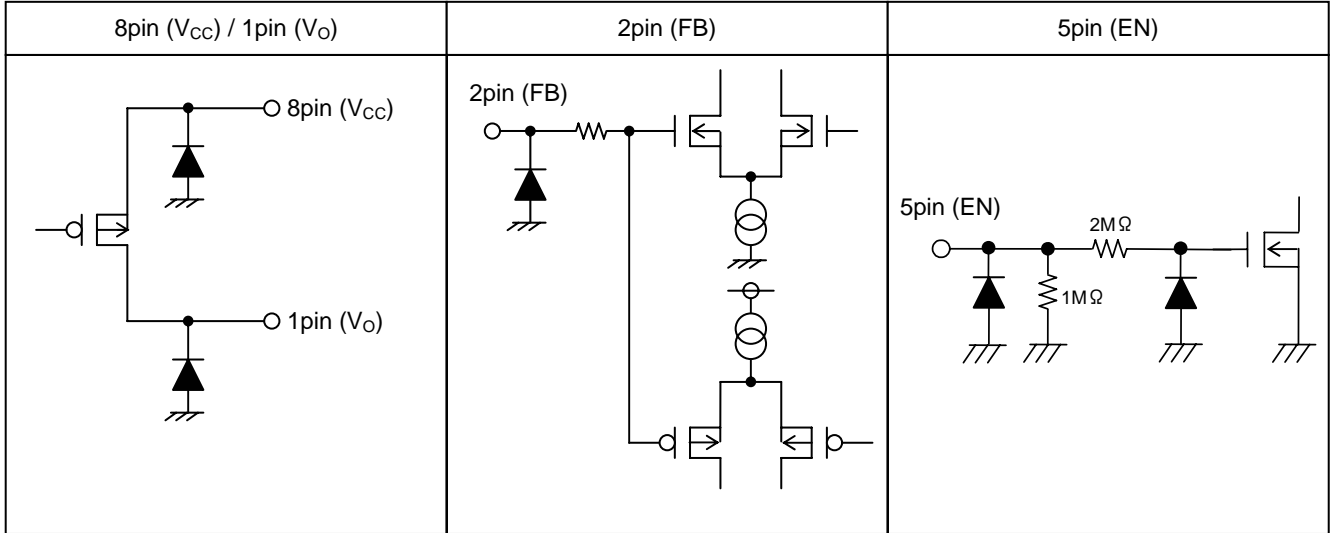 8pin (VCC) / 1pin (VO)
2pin (FB)
5pin (EN)
8pin (VCC)
1pin (VO)
2pin (FB)
5pin (EN)
2MΩ
1MΩ